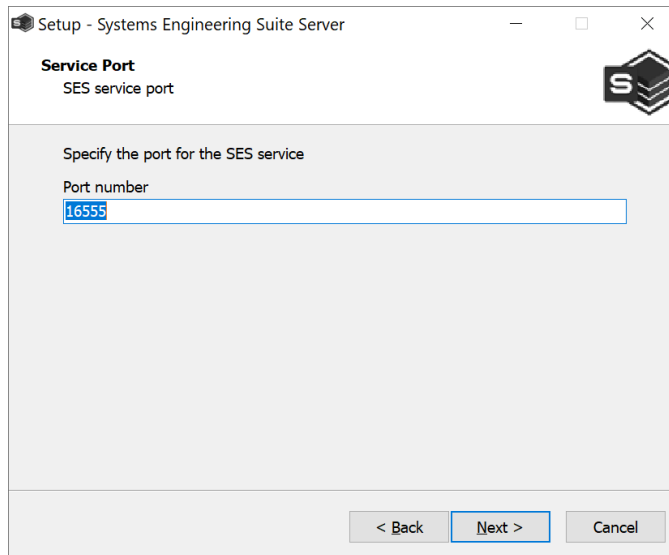 Setup - Systems Engineering Suite Server
Service Port
SES service port
S
Specify the port for the SES service
Port number
16555
< Back
Next >
Cancel